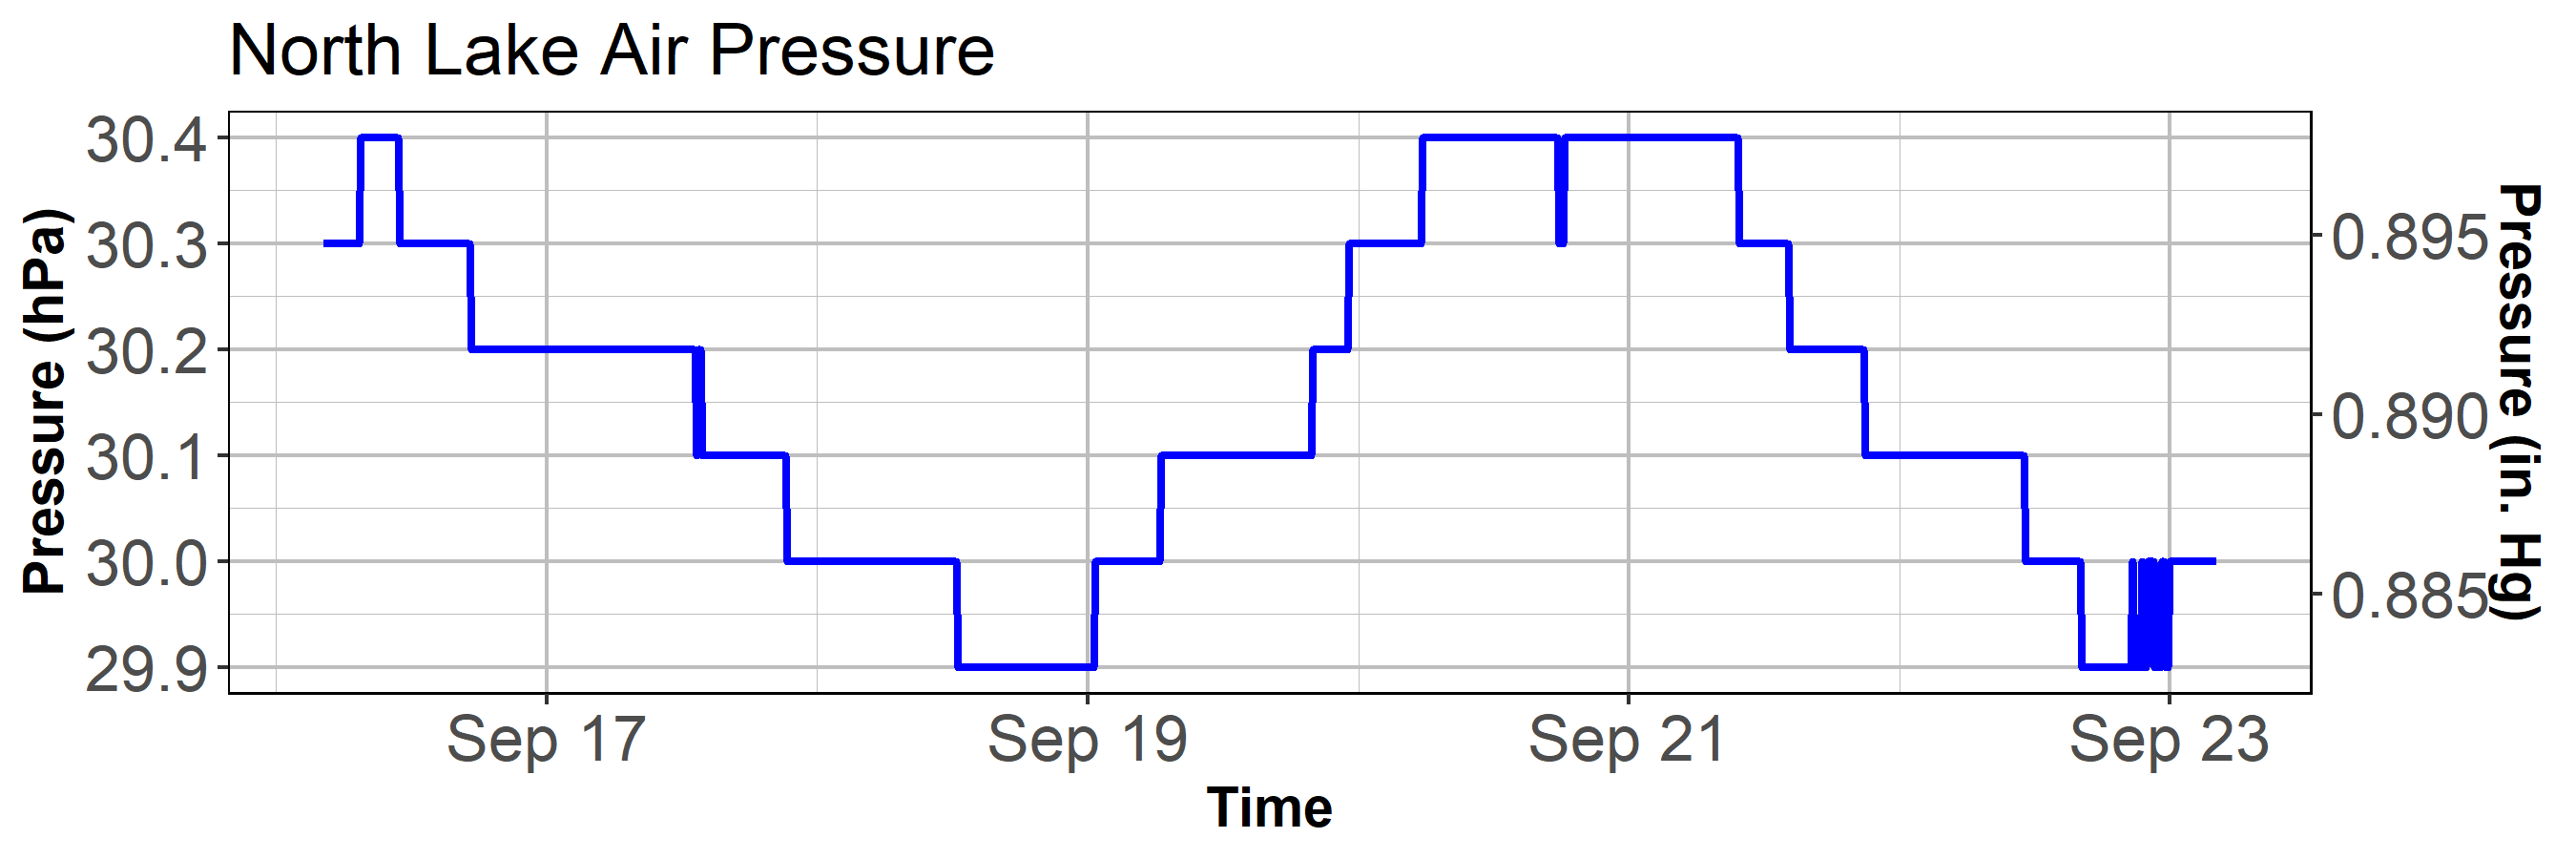 North Lake Air Pressure
Pressure (hPa)
30.4
30.3
30.2
30.1
30.0
29.9
0.895
0.890
0.885
Pressure (in. Hg)
Sep 17 Sep 19 Sep 21 Sep 23
Time